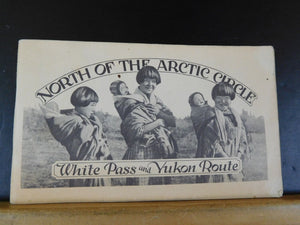 NORTH OF THE ARCTIC CIRCLE
White Pass and Yukon Route